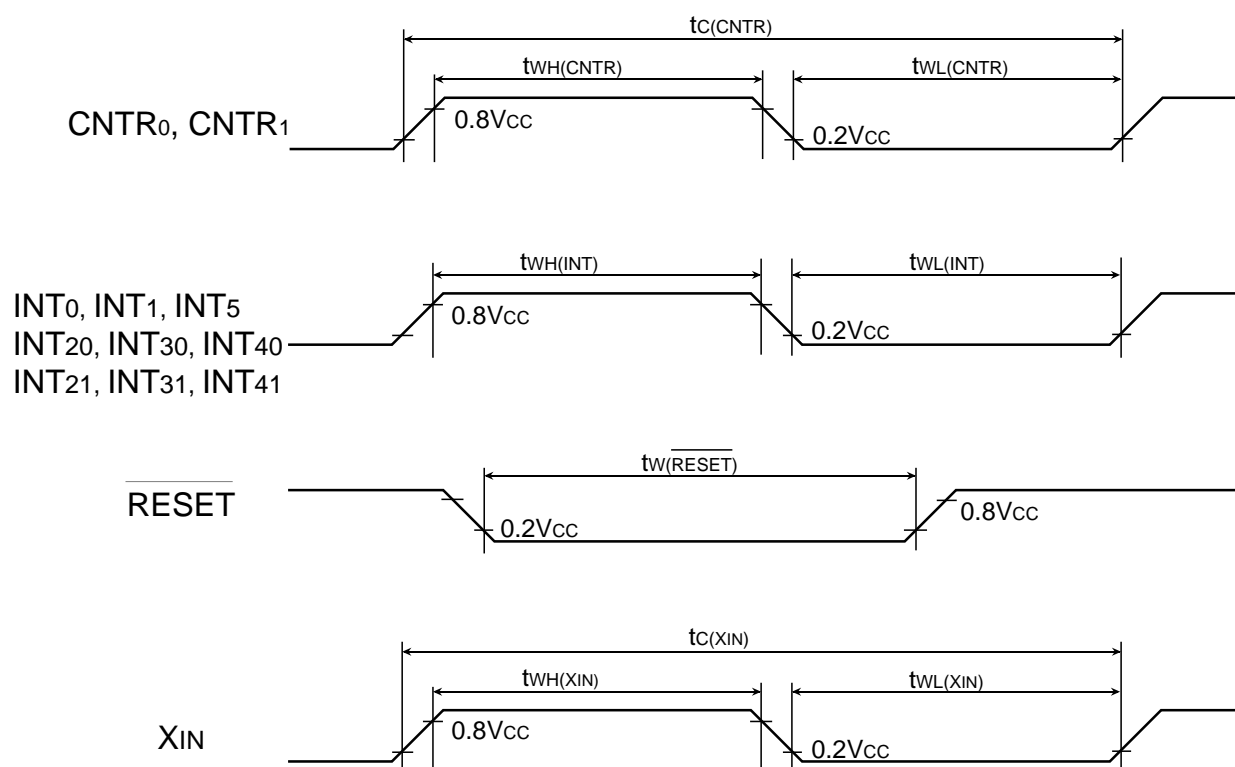 tC(CNTR)
tWH(CNTR)
tWL(CNTR)
CNTR0, CNTR1
0.8VCC
0.2VCC
tWH(INT)
tWL(INT)
INT0, INT1, INT5
INT20, INT30, INT40
INT21, INT31, INT41
0.8VCC
0.2VCC
tW(RESET)
RESET
0.2VCC
0.8VCC
tC(XIN)
tWH(XIN)
tWL(XIN)
XIN
0.8VCC
0.2VCC